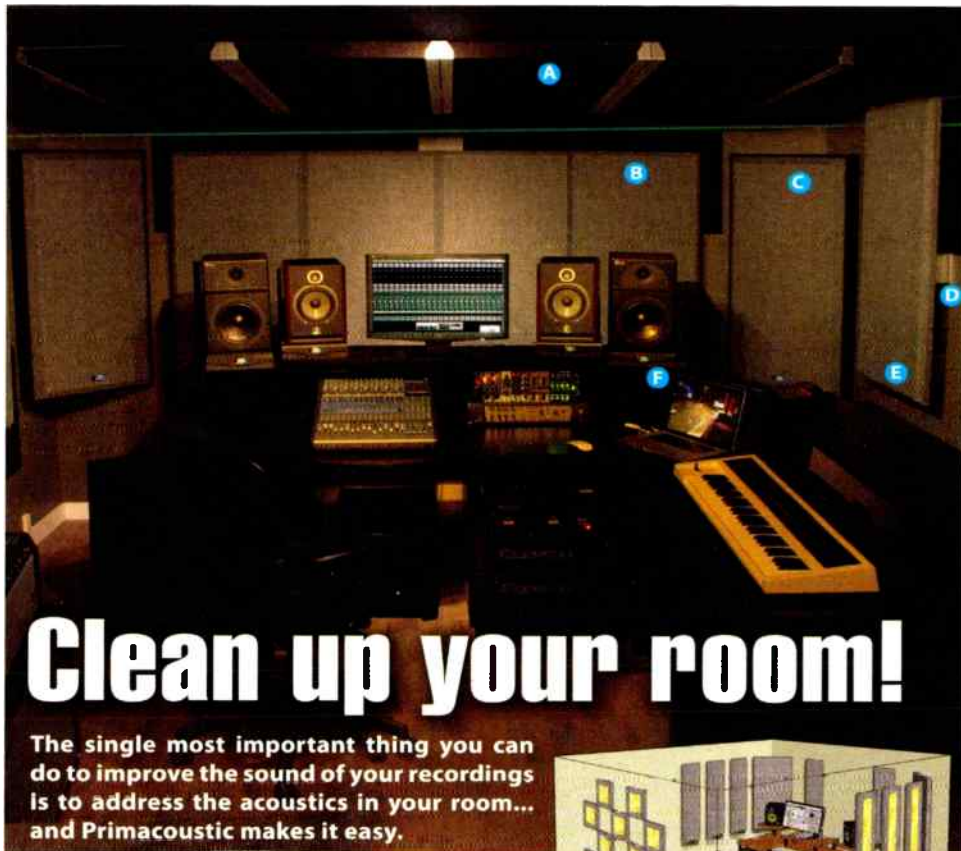 A
B
C
D
E
F
Clean up your room!
The single most important thing you can
do to improve the sound of your recordings
is to address the acoustics in your room...
and Primacoustic makes it easy.